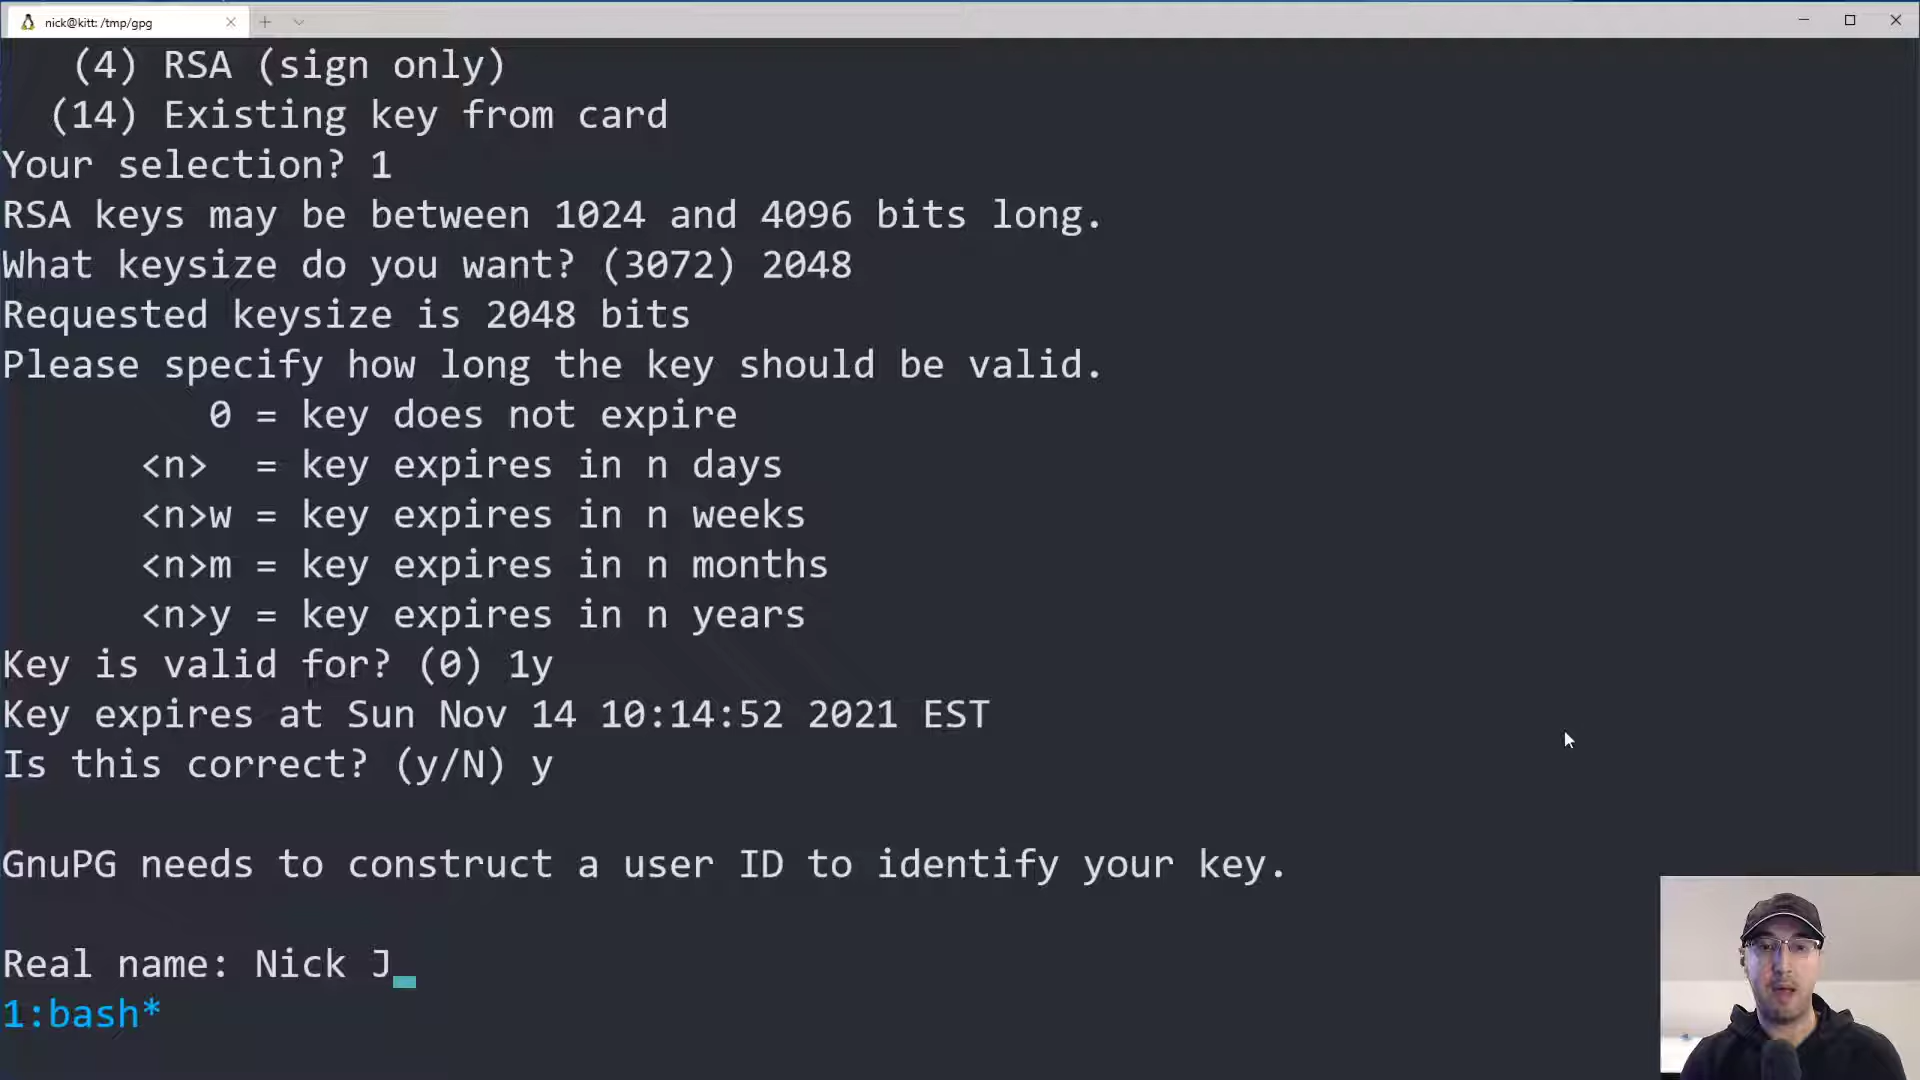 nick@kitt: /tmp/gpg
(4) RSA (sign only)
(14) Existing key from card
Your selection? 1
RSA keys may be between 1024 and 4096 bits long.
What keysize do you want? (3072) 2048
Requested keysize is 2048 bits
Please specify how long the key should be valid.
0 = key does not expire
<n> = key expires in n days
<n>w = key expires in n weeks
<n>m = key expires in n months
<n>y = key expires in n years
Key is valid for? (0) 1y
Key expires at Sun Nov 14 10:14:52 2021 EST
Is this correct? (y/N) y
GnuPG needs to construct a user ID to identify your key.
Real name: Nick J
1:bash*